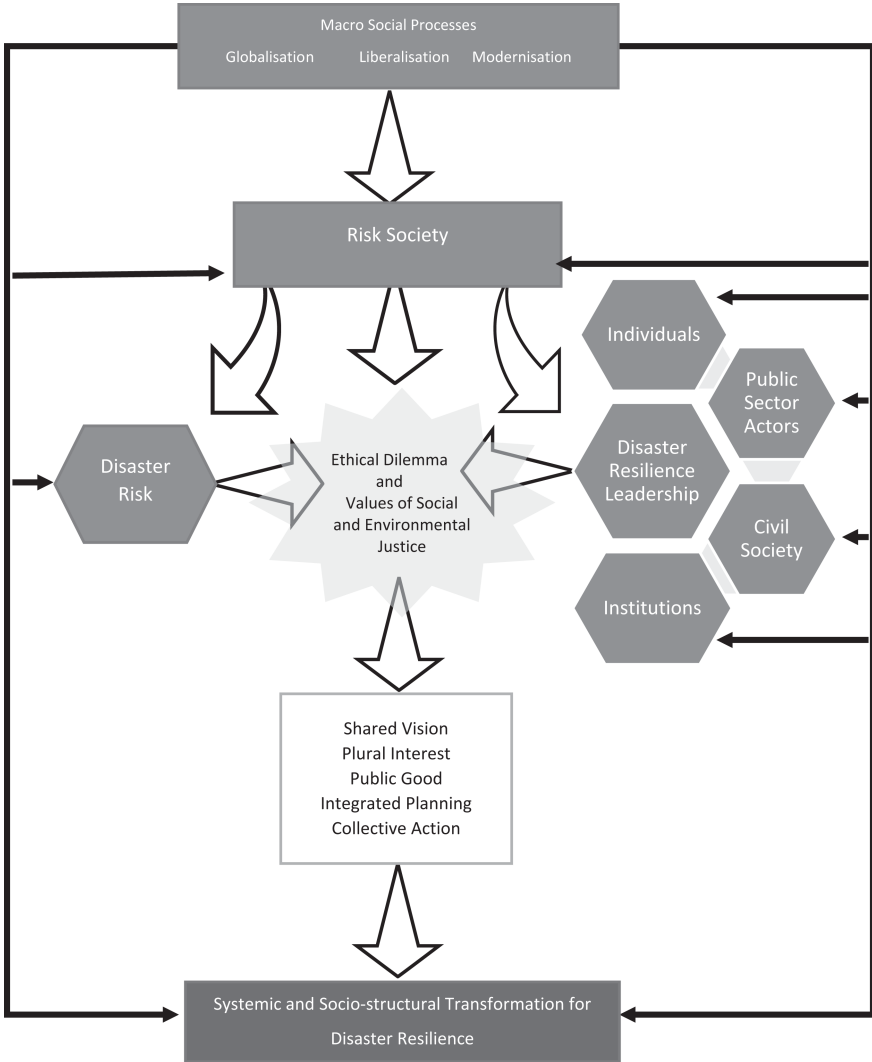 Macro Social Processes
Globalisation Liberalisation Modernisation
Risk Society
Individuals
Public
Sector
Actors
Disaster
Risk
Ethical Dilemma
and
Values of Social
and Environmental
Justice
Disaster
Resilience
Leadership
Civil
Society
Institutions
Shared Vision
Plural Interest
Public Good
Integrated Planning
Collective Action
Systemic and Socio-structural Transformation for
Disaster Resilience